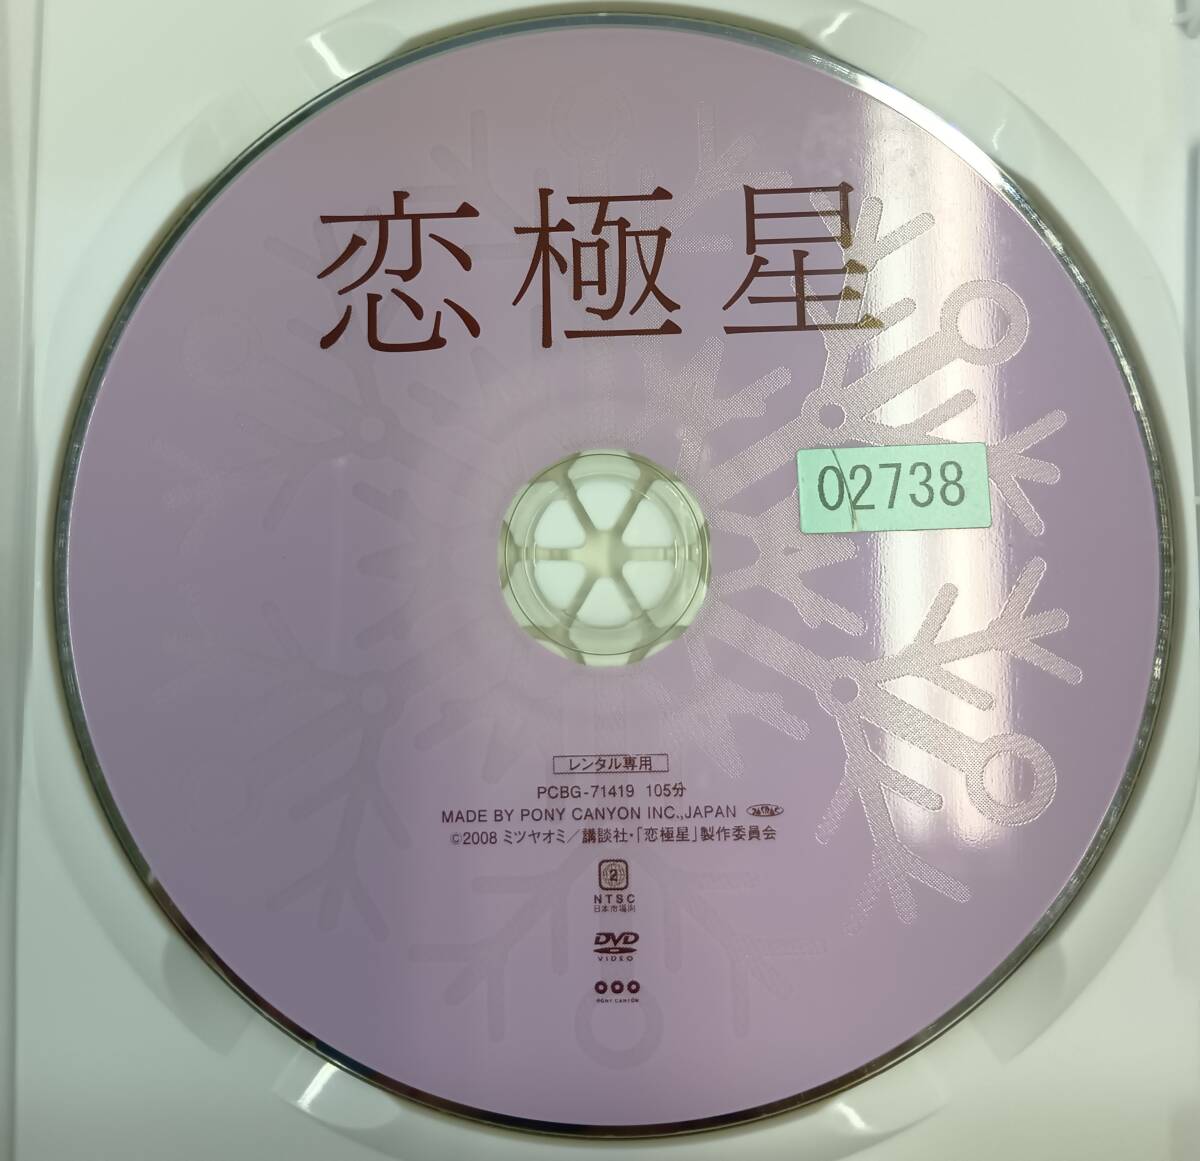 恋極星
02738
レンタル専用
PCBG-71419 105分
MADE BY PONY CANYON INC.,JAPAN
©2008 ミツヤオミ／講談社・「恋極星」製作委員会
2
NTSC
日本市場向
DVD
VIDEO
PONY CANYON